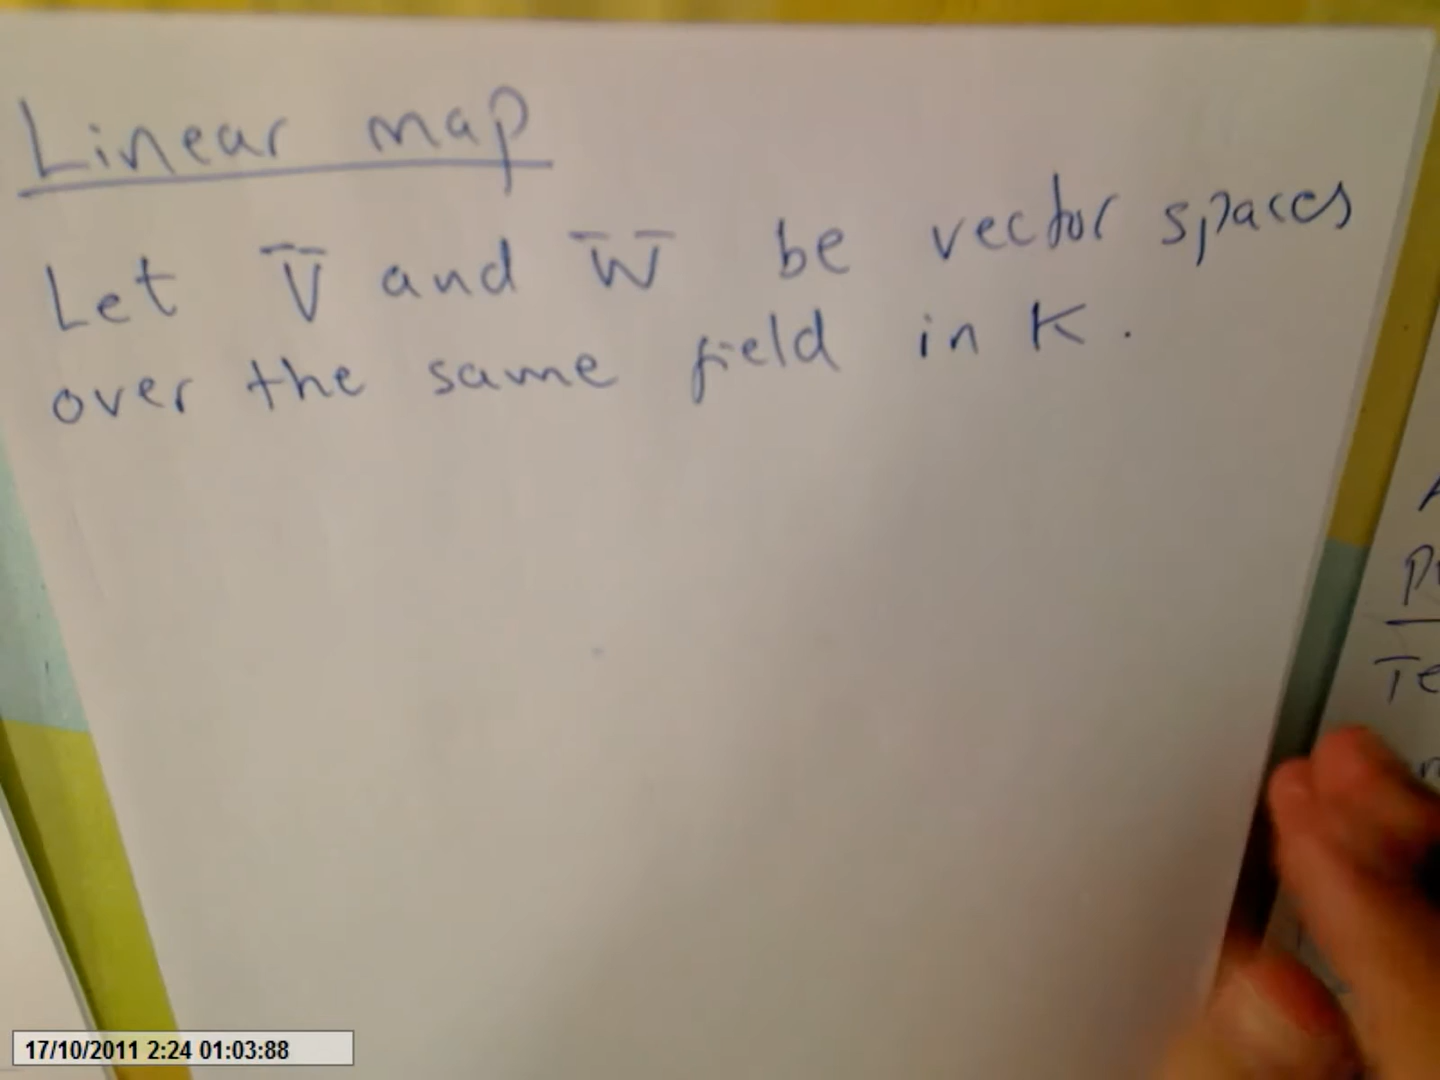 Linear map
Let V and W be vector spaces
over the same field in K.
Te
17/10/2011 2:24 01:03:88